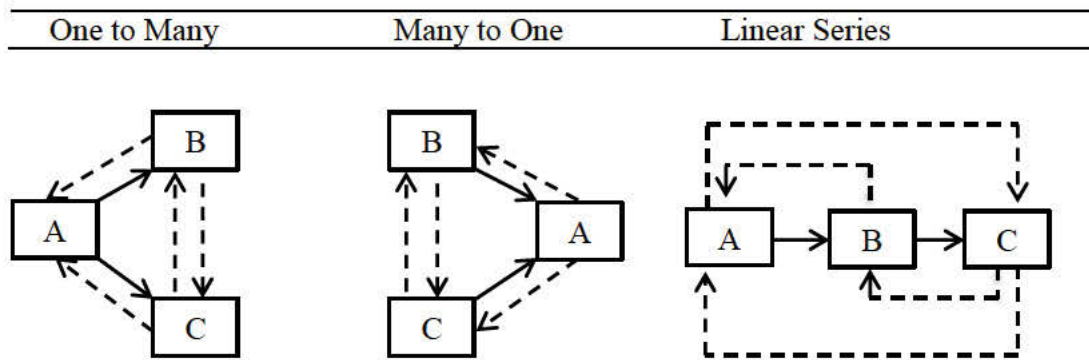 One to Many Many to One Linear Series
B B
A A A B C
C C